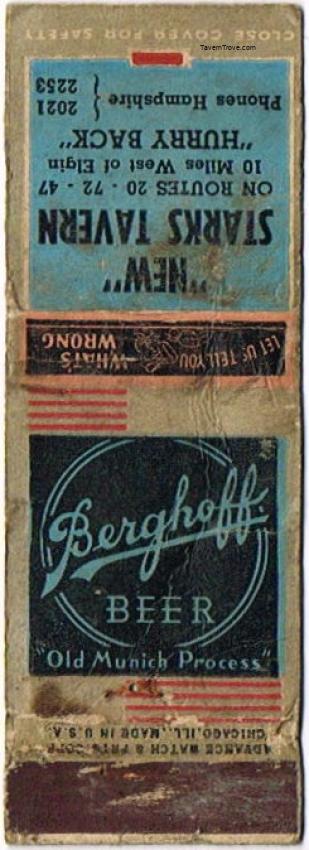 TavernTrove.com
CLOSE COVER FOR SAFETY
"NEW"
STARKS TAVERN
ON ROUTES 20 - 72 - 47
10 Miles West of Elgin
"HURRY BACK"
Phones Hampshire { 2021
2253
LET US TELL YOU
WHAT'S
WRONG
Berghoff
BEER
"Old Munich Process"
ADVANCE MATCH & PRTG. CORP.
CHICAGO, ILL., MADE IN U.S.A.